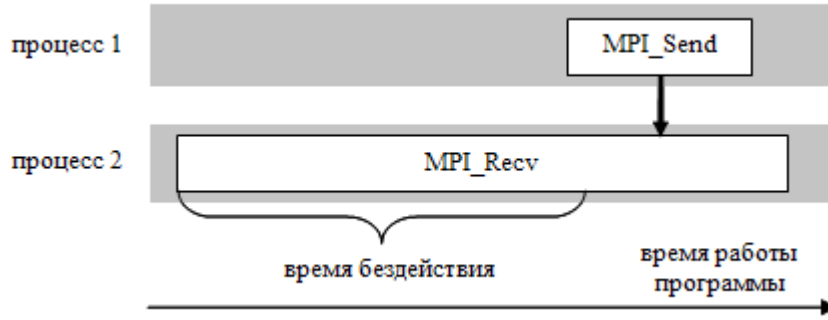 процесс 1
MPI_Send
процесс 2
MPI_Recv
время бездействия
время работы
программы